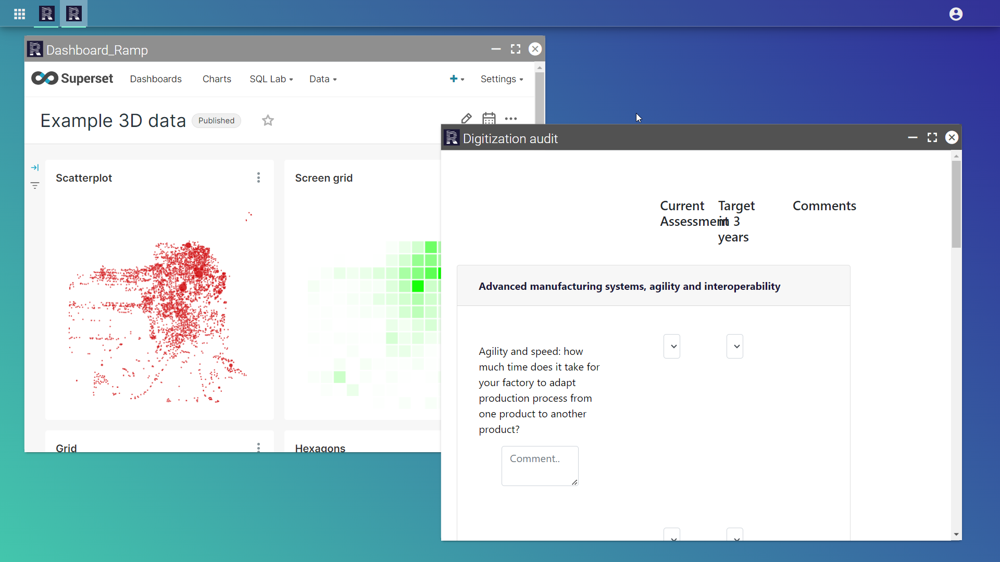 Dashboard_Ramp
Superset Dashboards Charts SQL Lab Data + Settings
Example 3D data Published
Scatterplot
Screen grid
Grid
Hexagons
Digitization audit
Current Assessment
Target in 3 years
Comments
Advanced manufacturing systems, agility and interoperability
Agility and speed: how
much time does it take for
your factory to adapt
production process from
one product to another
product?
Comment..